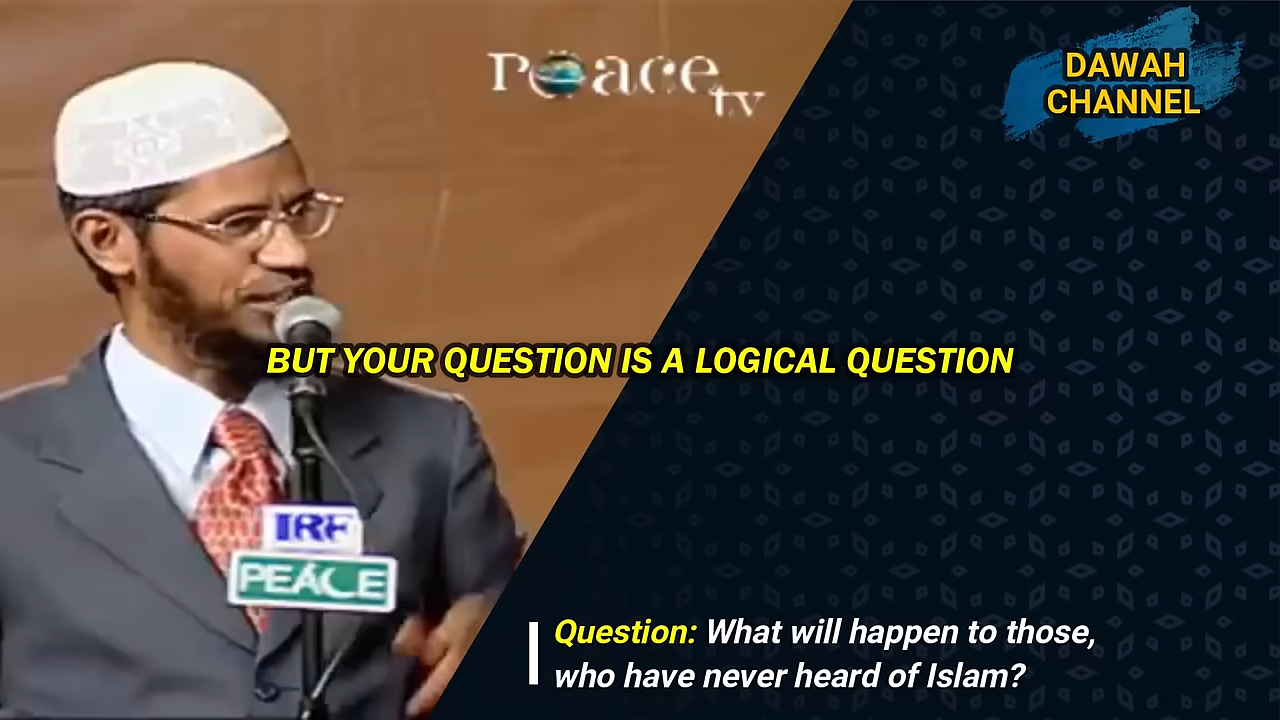 Peace tv
DAWAH
CHANNEL
BUT YOUR QUESTION IS A LOGICAL QUESTION
IRF
PEACE
Question: What will happen to those,
who have never heard of Islam?